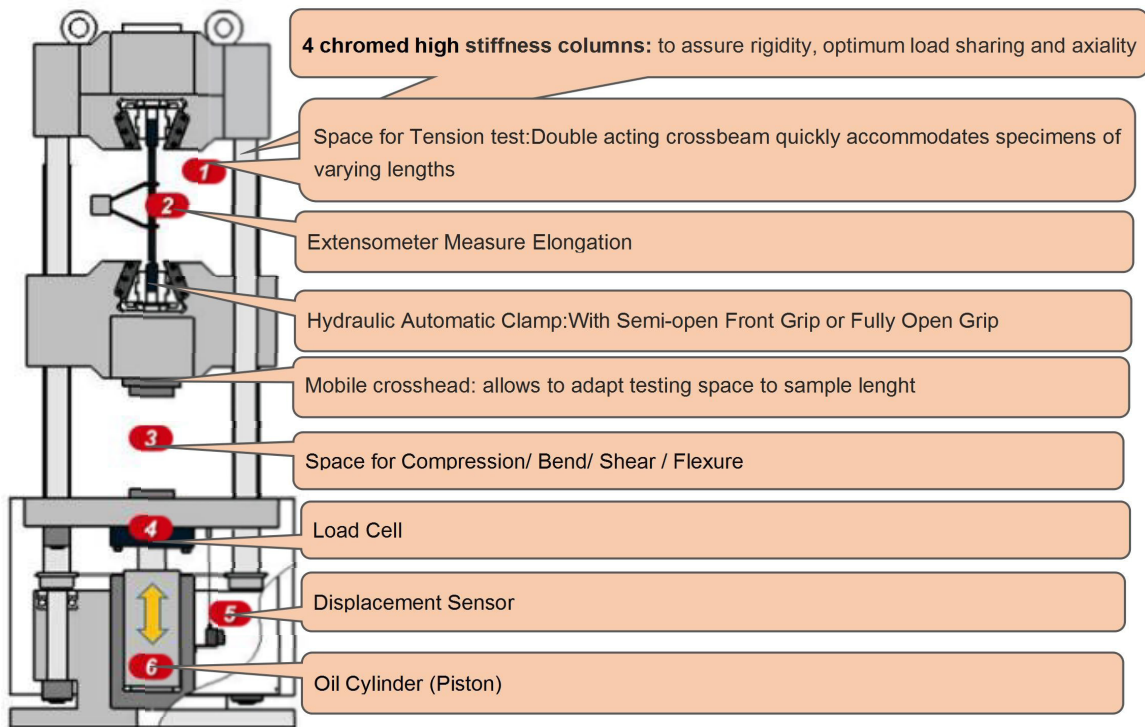 4 chromed high stiffness columns: to assure rigidity, optimum load sharing and axiality
Space for Tension test:Double acting crossbeam quickly accommodates specimens of
varying lengths
1
2
Extensometer Measure Elongation
Hydraulic Automatic Clamp:With Semi-open Front Grip or Fully Open Grip
Mobile crosshead: allows to adapt testing space to sample lenght
3
Space for Compression/ Bend/ Shear / Flexure
4
Load Cell
5
Displacement Sensor
6
Oil Cylinder (Piston)